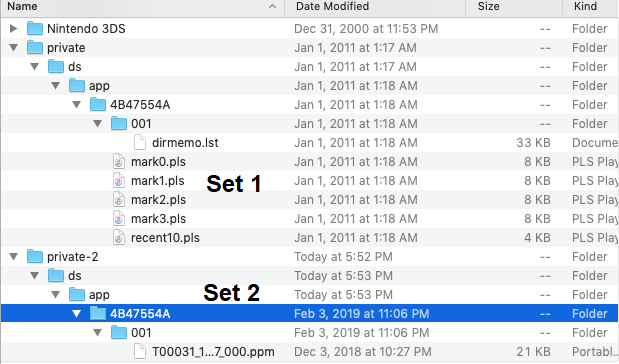 Name Date Modified Size Kind
Nintendo 3DS Dec 31, 2000 at 11:53 PM -- Folder
private Jan 1, 2011 at 1:17 AM -- Folder
ds Jan 1, 2011 at 1:17 AM -- Folder
app Jan 1, 2011 at 1:18 AM -- Folder
4B47554A Jan 1, 2011 at 1:18 AM -- Folder
001 Jan 1, 2011 at 1:18 AM -- Folder
dirmemo.lst Jan 1, 2011 at 1:18 AM 33 KB Docume
mark0.pls Jan 1, 2011 at 1:18 AM 8 KB PLS Play
mark1.pls Set 1 Jan 1, 2011 at 1:18 AM 8 KB PLS Play
mark2.pls Jan 1, 2011 at 1:18 AM 8 KB PLS Play
mark3.pls Jan 1, 2011 at 1:18 AM 8 KB PLS Play
recent10.pls Jan 1, 2011 at 1:18 AM 4 KB PLS Play
private-2 Today at 5:52 PM -- Folder
ds Today at 5:53 PM -- Folder
app Set 2 Today at 5:53 PM -- Folder
4B47554A Feb 3, 2019 at 11:06 PM -- Folder
001 Feb 3, 2019 at 11:06 PM -- Folder
T00031_1...7_000.ppm Dec 3, 2018 at 10:27 PM 21 KB Portabl..